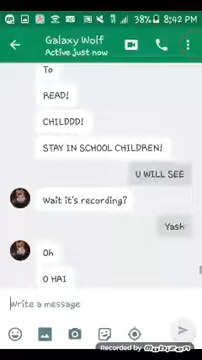 38% 8:42 PM
Galaxy Wolf
Active just now
To
READ!
CHILDDD!
STAY IN SCHOOL CHILDREN!
U WILL SEE
Wait it's recording?
Yash
Oh
O HAI
Write a message
Recorded by Mobizen